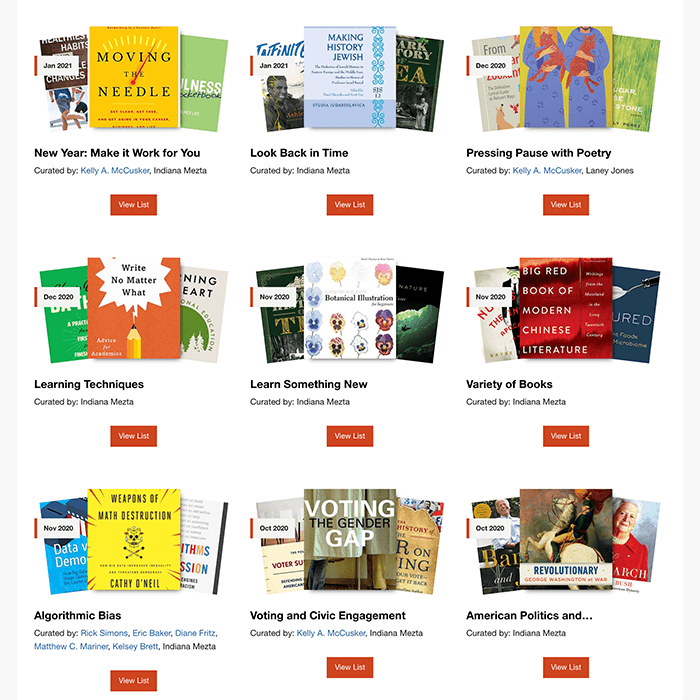 HEALTHIES
HABITS
CHANGES
Jan 2021
MOVING
THE
NEEDLE
GET CLEAR, GET FREE,
AND GET GOING IN YOUR CAREER,
New Year: Make it Work for You
Curated by: Kelly A. McCusker, Indiana Mezta
View List
Jan 2021
MAKING
HISTORY
JEWISH
STUDIA JUDAEOSLAVICA
SJS
12
Look Back in Time
Curated by: Indiana Mezta
View List
Dec 2020
From
Pressing Pause with Poetry
Curated by: Kelly A. McCusker, Laney Jones
View List
Dec 2020
Write
No Matter
What
Advice for
Academics
Learning Techniques
Curated by: Indiana Mezta
View List
Nov 2020
Botanical Illustration
for beginners
NATURE
Learn Something New
Curated by: Indiana Mezta
View List
Nov 2020
BIG RED
BOOK OF
MODERN
CHINESE
LITERATURE
Writings from the
Mainland in the
Long Twentieth
Century
Variety of Books
Curated by: Indiana Mezta
View List
Nov 2020
WEAPONS OF
MATH DESTRUCTION
HOW BIG DATA INCREASES INEQUALITY
AND THREATENS DEMOCRACY
CATHY O'NEIL
Algorithmic Bias
Curated by: Rick Simons, Eric Baker, Diane Fritz,
Matthew C. Mariner, Kelsey Brett, Indiana Mezta
View List
Oct 2020
VOTING
THE GENDER
GAP
Voting and Civic Engagement
Curated by: Kelly A. McCusker, Indiana Mezta
View List
Oct 2020
REVOLUTIONARY
GEORGE WASHINGTON AT WAR
BUSH
American Politics and...
Curated by: Indiana Mezta
View List